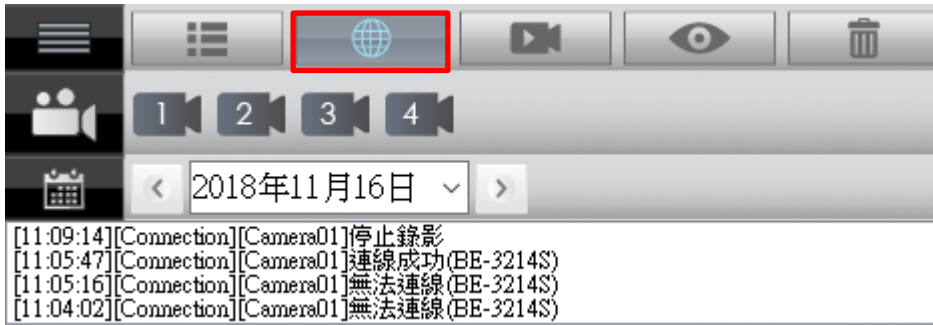 1 2 3 4
2018年11月16日
[11:09:14][Connection][Camera01]停止錄影
[11:05:47][Connection][Camera01]連線成功(BE-3214S)
[11:05:16][Connection][Camera01]無法連線(BE-3214S)
[11:04:02][Connection][Camera01]無法連線(BE-3214S)